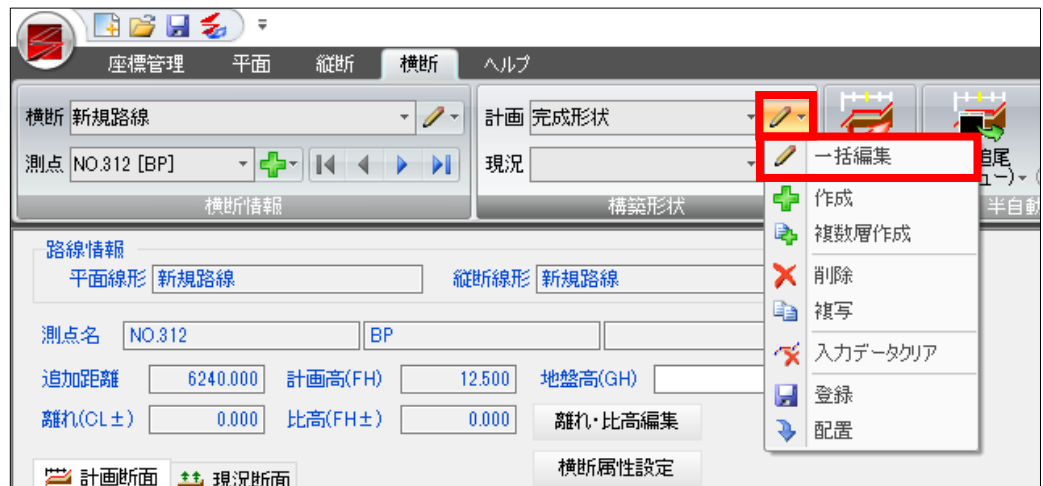 座標管理 平面 縦断 横断 ヘルプ
横断 新規路線
測点 NO.312 [BP]
横断情報
計画 完成形状
現況
構築形状
追尾
ュー)
半自動
一括編集
作成
複数層作成
削除
複写
入力データクリア
登録
配置
路線情報
平面線形 新規路線 縦断線形 新規路線
測点名 NO.312 BP
追加距離 6240.000 計画高(FH) 12.500 地盤高(GH)
離れ(CL±) 0.000 比高(FH±) 0.000 離れ・比高編集
横断属性設定
計画断面 現況断面